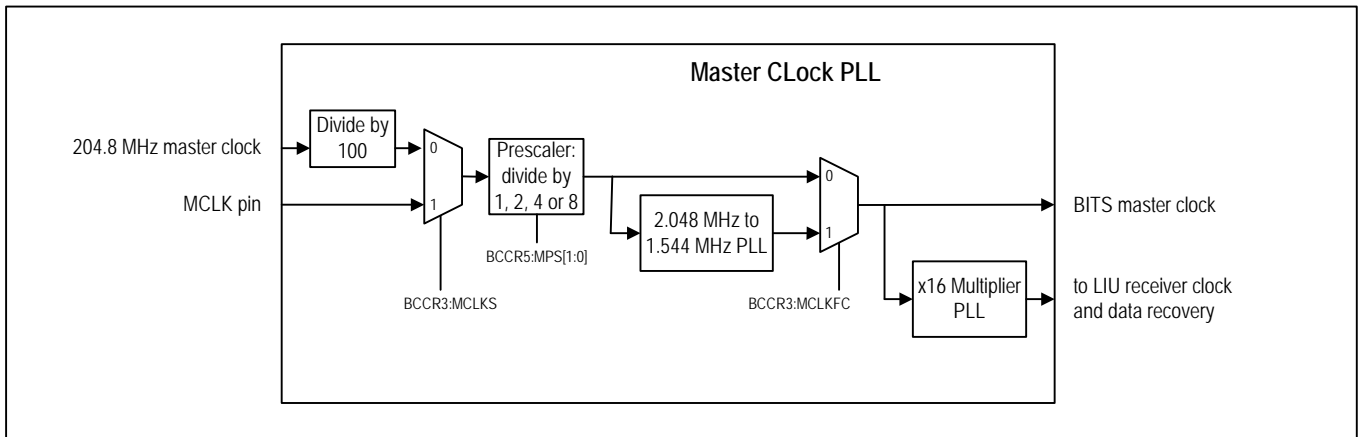 Master CLock PLL
204.8 MHz master clock
MCLK pin
Divide by
100
0
1
Prescaler:
divide by
1, 2, 4 or 8
BCCR5:MPS[1:0]
BCCR3:MCLKS
2.048 MHz to
1.544 MHz PLL
0
1
BCCR3:MCLKFC
x16 Multiplier
PLL
BITS master clock
to LIU receiver clock
and data recovery